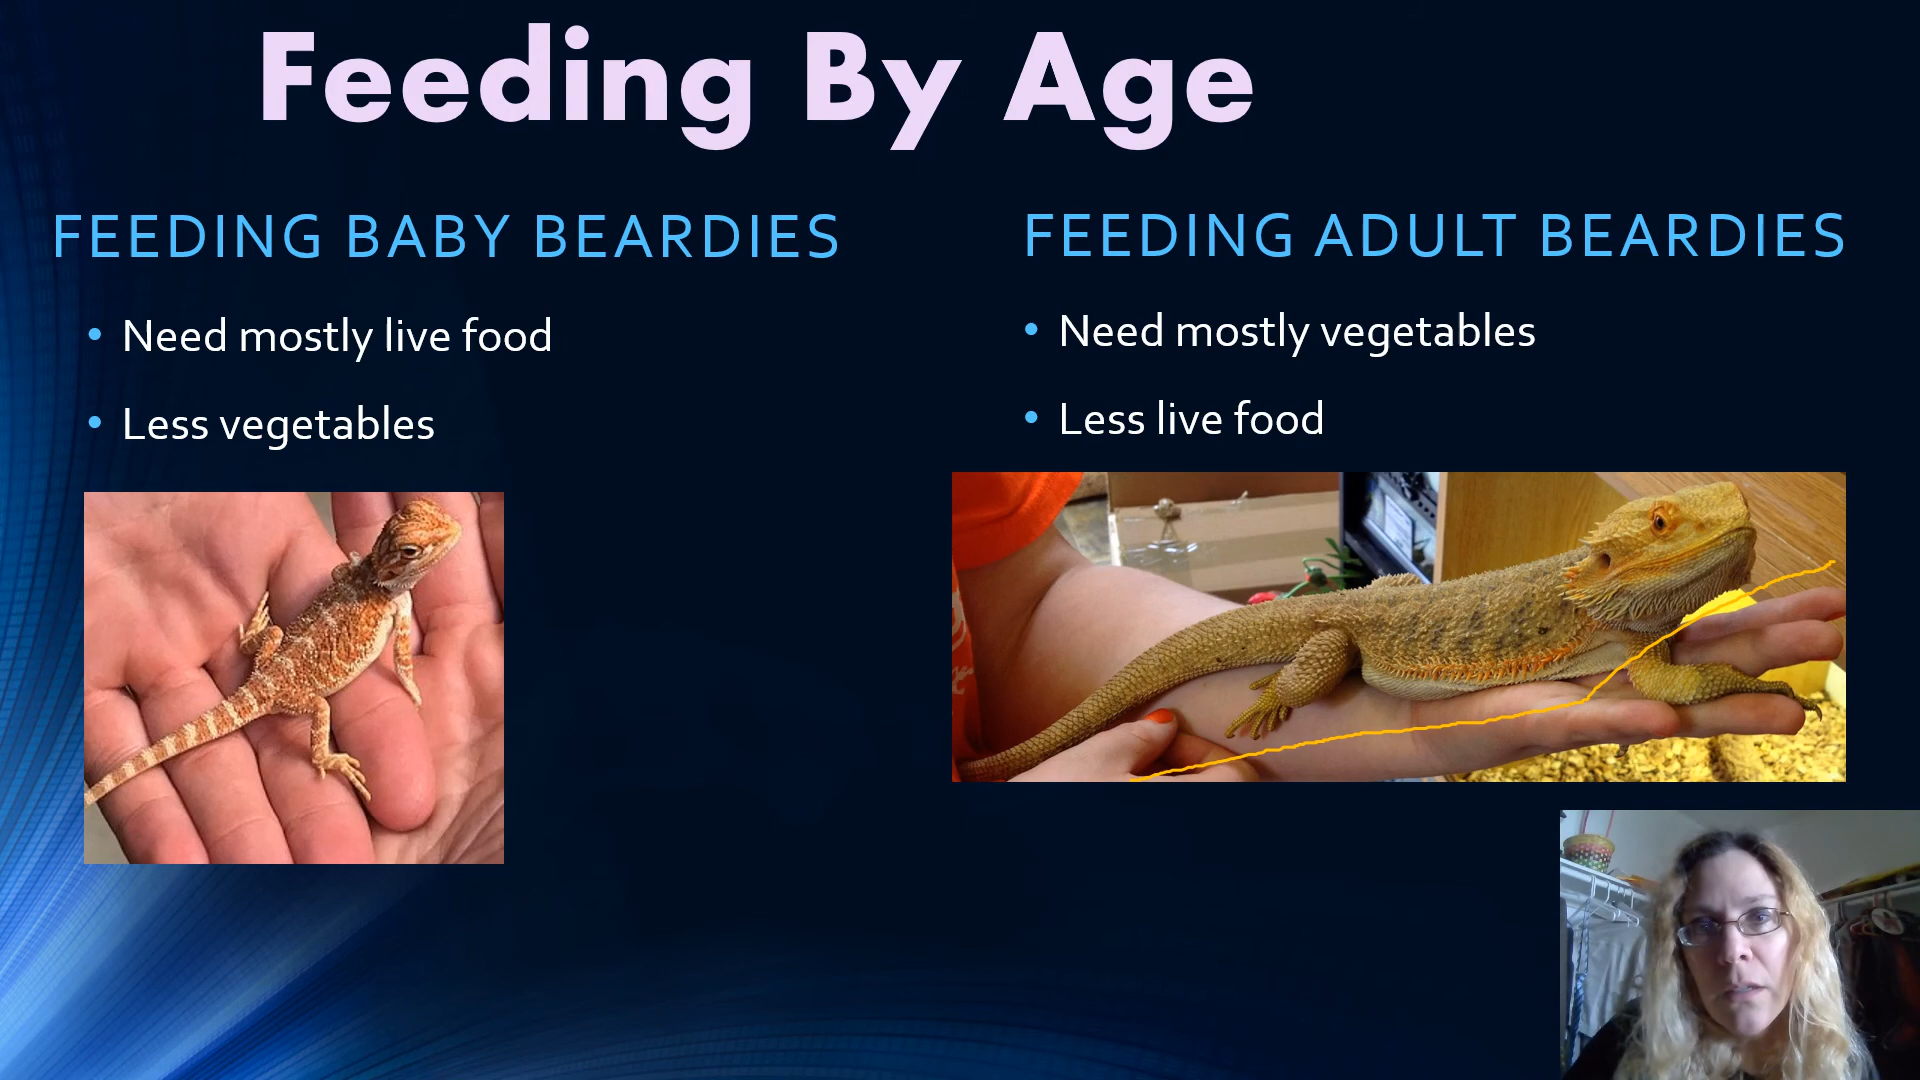 Feeding By Age
FEEDING BABY BEARDIES
• Need mostly live food
• Less vegetables
FEEDING ADULT BEARDIES
• Need mostly vegetables
• Less live food